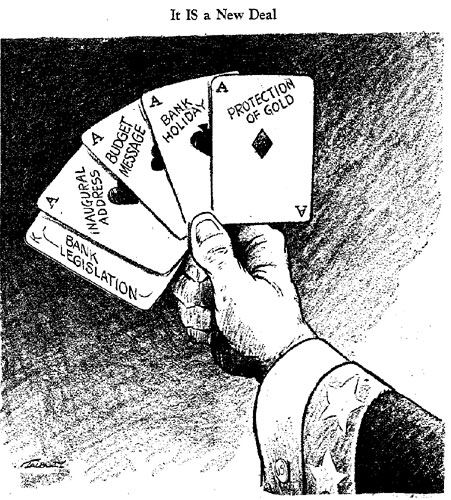 It IS a New Deal
A
PROTECTION
OF GOLD
A
A
BANK
HOLIDAY
A
BUDGET
MESSAGE
A
INAUGURAL
ADDRESS
K
BANK
LEGISLATION